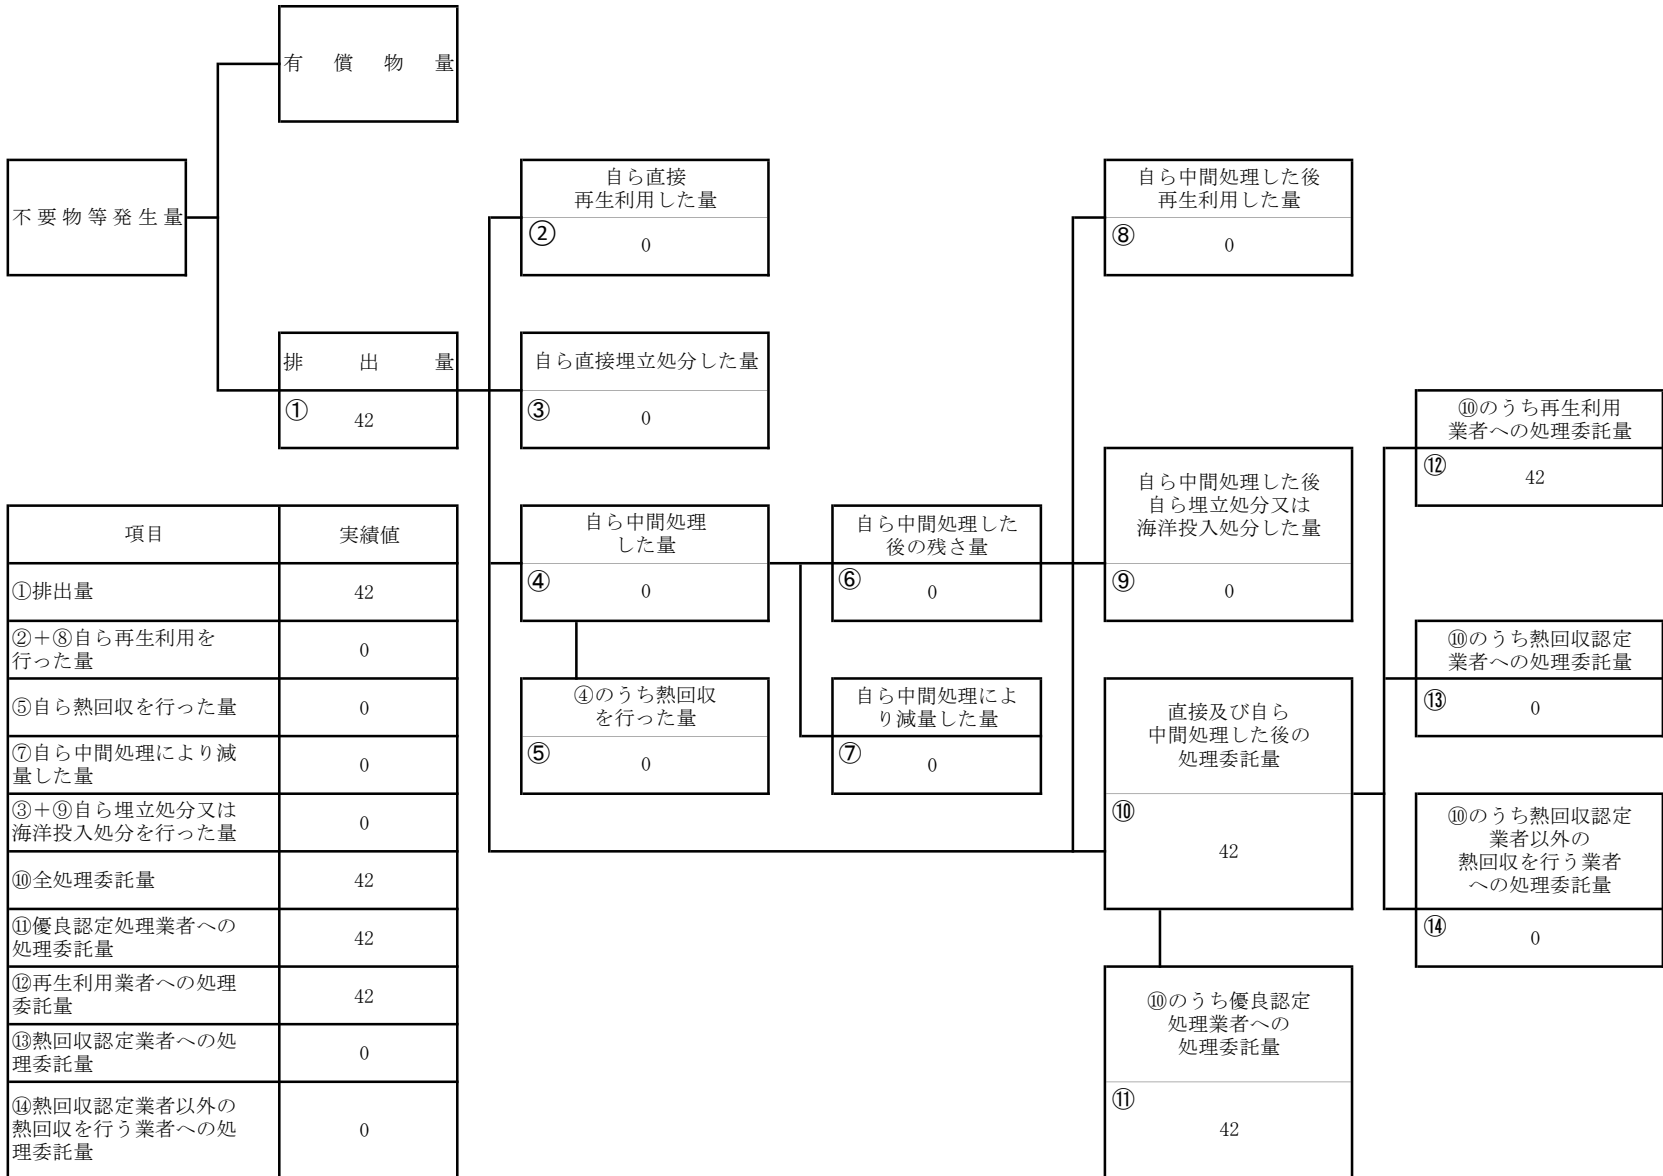 有償物量
不要物等発生量
自ら直接
再生利用した量
②
0
自ら中間処理した後
再生利用した量
⑧
0
排出量
①
42
自ら直接埋立処分した量
③
0
⑩のうち再生利用
業者への処理委託量
⑫
42
自ら中間処理した後
自ら埋立処分又は
海洋投入処分した量
⑨
0
自ら中間処理
した量
④
0
自ら中間処理した
後の残さ量
⑥
0
⑩のうち熱回収認定
業者への処理委託量
⑬
0
④のうち熱回収
を行った量
⑤
0
自ら中間処理によ
り減量した量
⑦
0
直接及び自ら
中間処理した後の
処理委託量
⑩
42
⑩のうち熱回収認定
業者以外の
熱回収を行う業者
への処理委託量
⑭
0
⑩のうち優良認定
処理業者への
処理委託量
⑪
42
項目 実績値
①排出量 42
②+⑧自ら再生利用を
行った量 0
⑤自ら熱回収を行った量 0
⑦自ら中間処理により減
量した量 0
③+⑨自ら埋立処分又は
海洋投入処分を行った量 0
⑩全処理委託量 42
⑪優良認定処理業者への
処理委託量 42
⑫再生利用業者への処理
委託量 42
⑬熱回収認定業者への処
理委託量 0
⑭熱回収認定業者以外の
熱回収を行う業者への処
理委託量 0